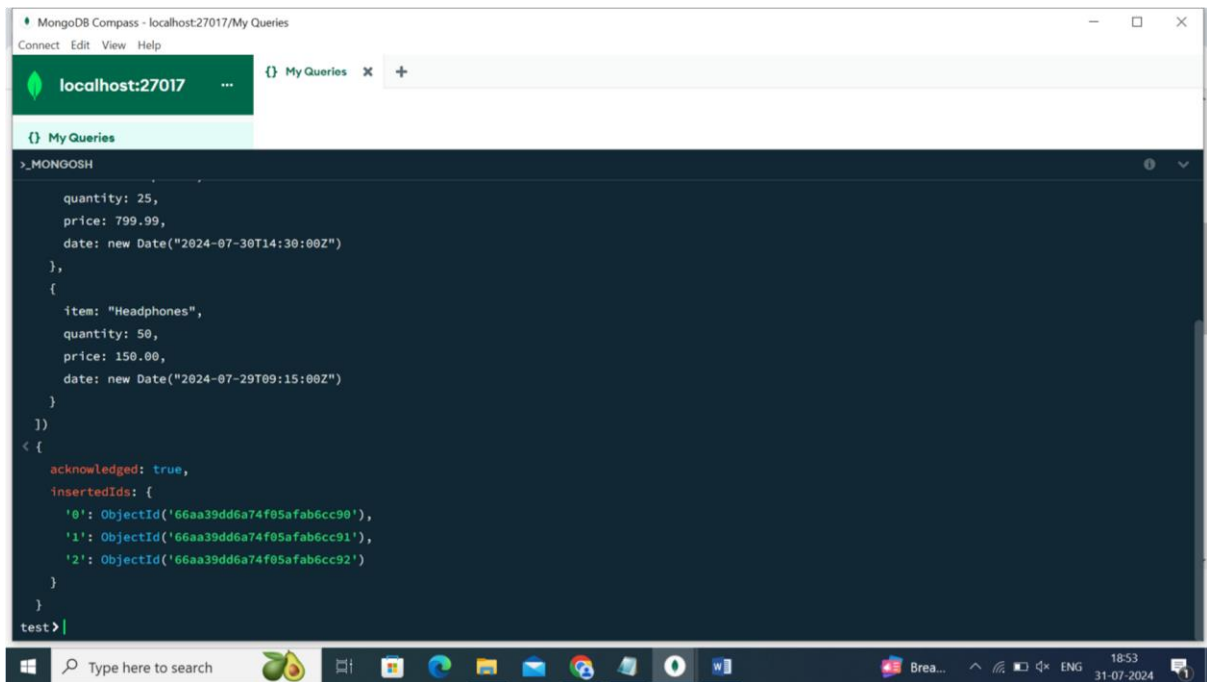 MongoDB Compass - localhost:27017/My Queries
Connect Edit View Help
localhost:27017 ...
{} My Queries
{} My Queries
>_MONGOSH
quantity: 25,
price: 799.99,
date: new Date("2024-07-30T14:30:00Z")
},
{
item: "Headphones",
quantity: 50,
price: 150.00,
date: new Date("2024-07-29T09:15:00Z")
}
])
< {
acknowledged: true,
insertedIds: {
'0': ObjectId('66aa39dd6a74f05afab6cc90'),
'1': ObjectId('66aa39dd6a74f05afab6cc91'),
'2': ObjectId('66aa39dd6a74f05afab6cc92')
}
}
test>
Type here to search
Brea...
ENG
18:53
31-07-2024
1